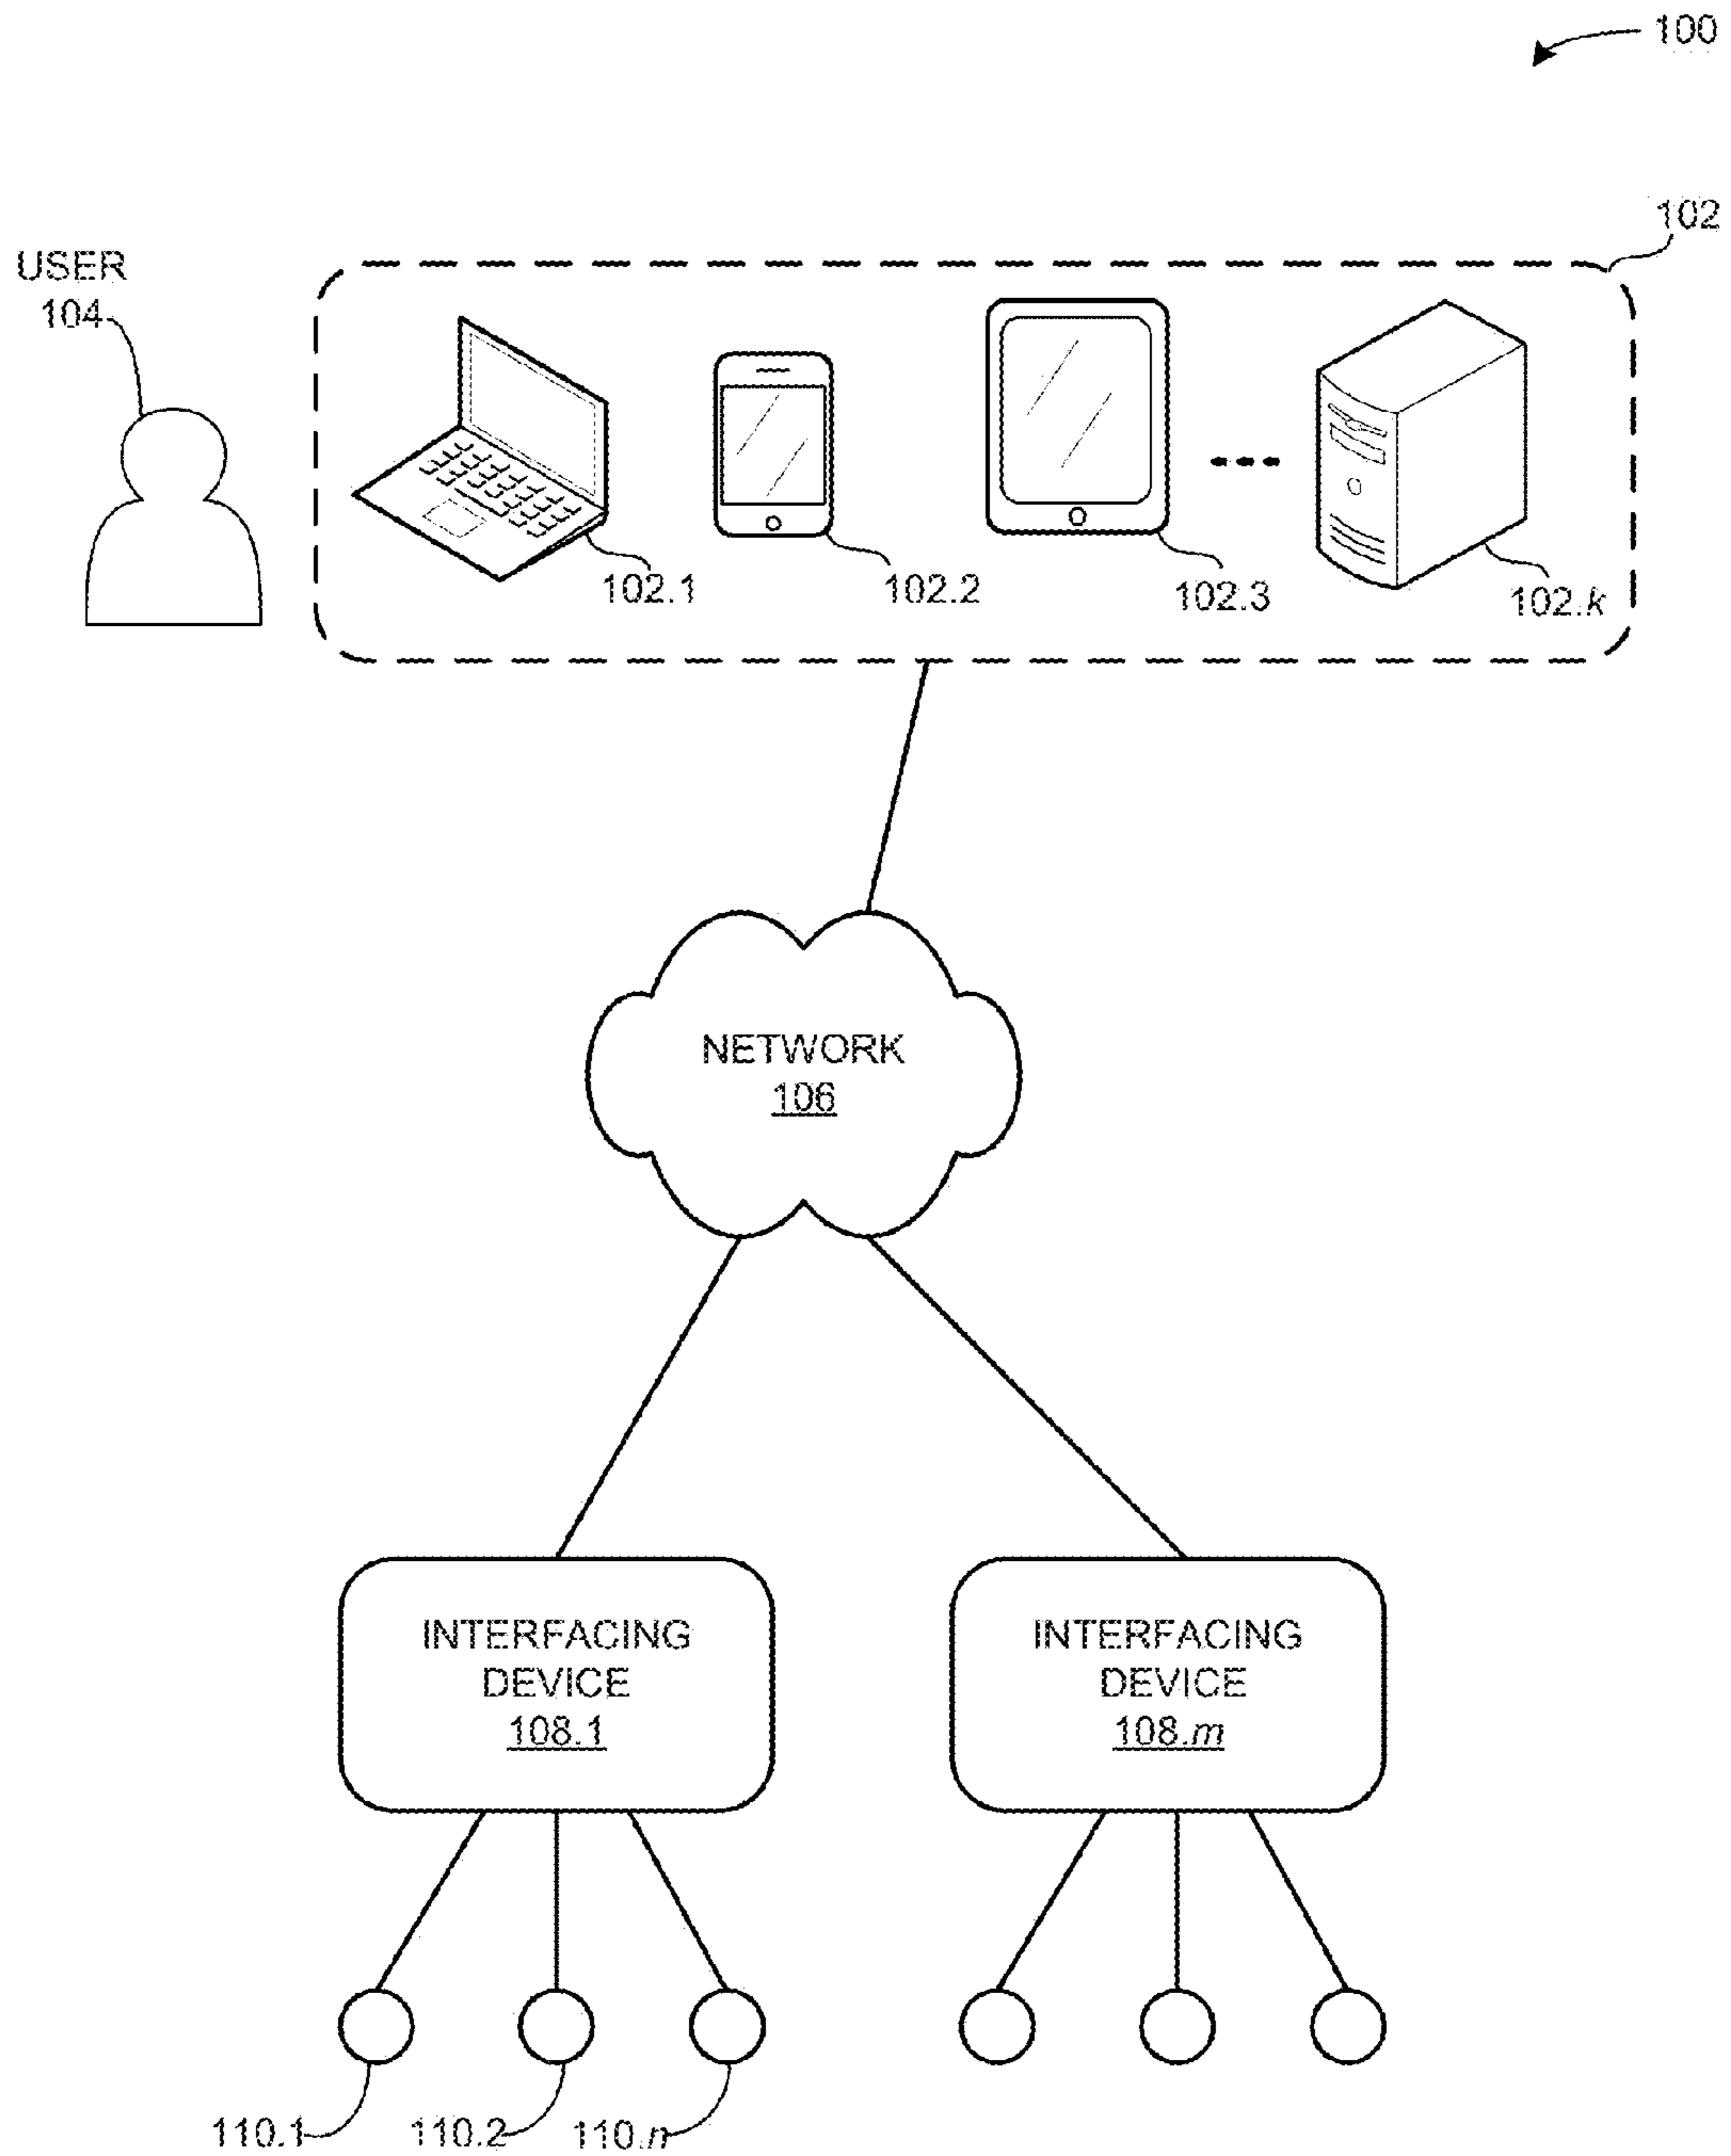 100
102
USER
104
102.1
102.2
102.3
102.k
NETWORK
106
INTERFACING
DEVICE
108.1
INTERFACING
DEVICE
108.m
110.1
110.2
110.n